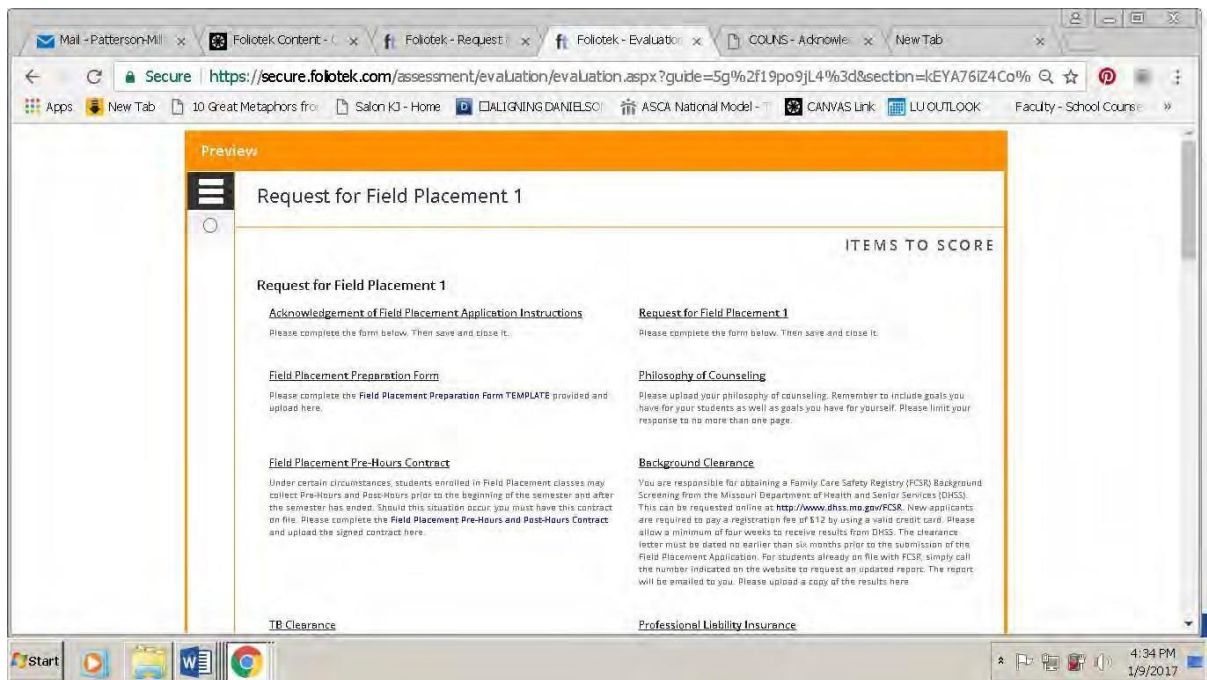 Mail - Patterson-Mill
Foliotek Content - C
Foliotek - Request F
Foliotek - Evaluation
COUNS - Acknowle
New Tab
Secure https://secure.foliotek.com/assessment/evaluation/evaluation.aspx?guide=5g%2f19po9jL4%3d&section=kEYA76iZ4Co%
Apps New Tab 10 Great Metaphors fro Salon KJ - Home ALIGNING DANIELSO ASCA National Model - T CANVAS Link LU OUTLOOK Faculty - School Counse »
Preview
Request for Field Placement 1
ITEMS TO SCORE
Request for Field Placement 1
Acknowledgement of Field Placement Application Instructions
Please complete the form below. Then save and close it.
Request for Field Placement 1
Please complete the form below. Then save and close it.
Field Placement Preparation Form
Please complete the Field Placement Preparation Form TEMPLATE provided and
upload here.
Philosophy of Counseling
Please upload your philosophy of counseling. Remember to include goals you
have for your students as well as goals you have for yourself. Please limit your
response to no more than one page.
Field Placement Pre-Hours Contract
Under certain circumstances, students enrolled in Field Placement classes may
collect Pre-Hours and Post-Hours prior to the beginning of the semester and after
the semester has ended. Should this situation occur, you must have this contract
on file. Please complete the Field Placement Pre-Hours and Post-Hours Contract
and upload the signed contract here.
Background Clearance
You are responsible for obtaining a Family Care Safety Registry (FCSR) Background
Screening from the Missouri Department of Health and Senior Services (DHSS).
This can be requested online at http://www.dhss.mo.gov/FCSR. New applicants
are required to pay a registration fee of $12 by using a valid credit card. Please
allow a minimum of four weeks to receive results from DHSS. The clearance
letter must be dated no earlier than six months prior to the submission of the
Field Placement Application. For students already on file with FCSR, simply call
the number indicated on the website to request an updated report. The report
will be emailed to you. Please upload a copy of the results here
TB Clearance
Professional Liability Insurance
Start
4:34 PM
1/9/2017